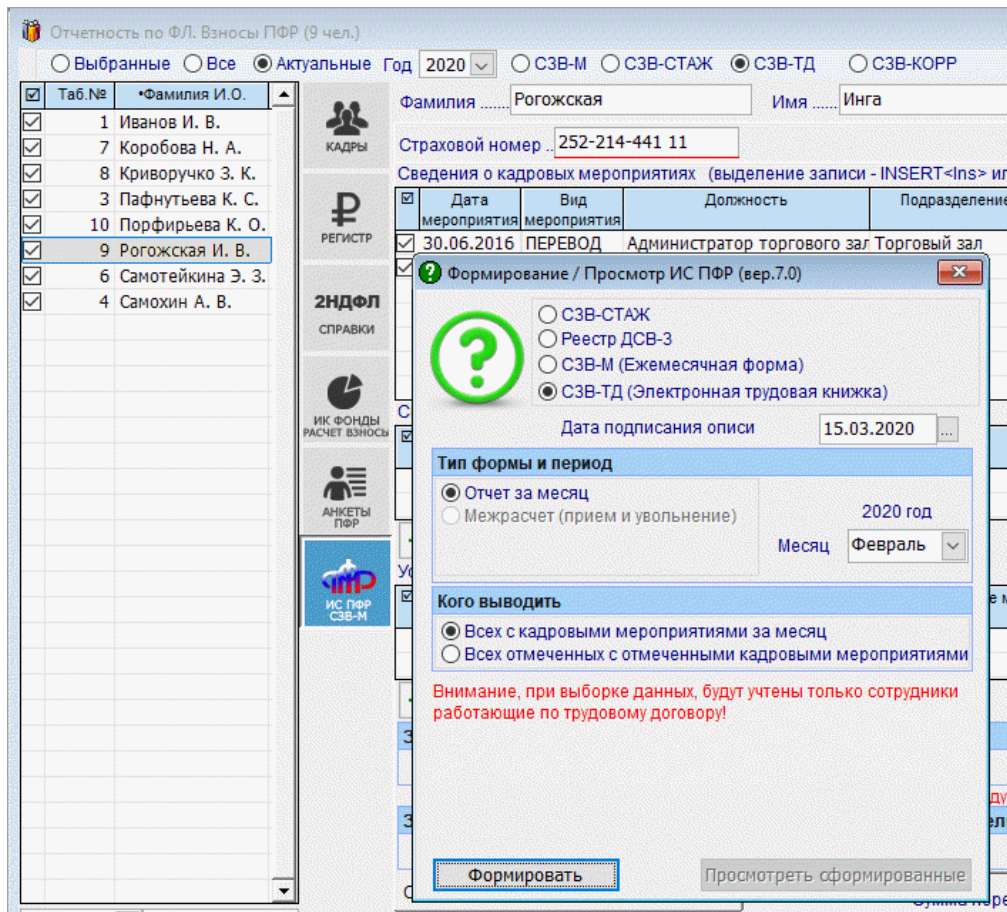 Отчетность по ФЛ. Взносы ПФР (9 чел.)
Выбранные Все Актуальные Год 2020 СЗВ-М СЗВ-СТАЖ СЗВ-ТД СЗВ-КОРР
Таб.№ •Фамилия И.О.
1 Иванов И. В.
7 Коробова Н. А.
8 Криворучко З. К.
3 Пафнутьева К. С.
10 Порфирьева К. О.
9 Рогожская И. В.
6 Самотейкина Э. З.
4 Самохин А. В.
КАДРЫ
РЕГИСТР
2НДФЛ
СПРАВКИ
ИК ФОНДЫ
РАСЧЕТ ВЗНОСЫ
АНКЕТЫ
ПФР
ИС ПФР
СЗВ-М
Фамилия ....... Рогожская Имя ...... Инга
Страховой номер .. 252-214-441 11
Сведения о кадровых мероприятиях (выделение записи - INSERT<Ins> ил
Дата мероприятия Вид мероприятия Должность Подразделение
30.06.2016 ПЕРЕВОД Администратор торгового зал Торговый зал
Формирование / Просмотр ИС ПФР (вер.7.0)
СЗВ-СТАЖ
Реестр ДСВ-3
СЗВ-М (Ежемесячная форма)
СЗВ-ТД (Электронная трудовая книжка)
Дата подписания описи 15.03.2020 ...
Тип формы и период
Отчет за месяц
Межрасчет (прием и увольнение)
2020 год
Месяц Февраль
Кого выводить
Всех с кадровыми мероприятиями за месяц
Всех отмеченных с отмеченными кадровыми мероприятиями
Внимание, при выборке данных, будут учтены только сотрудники
работающие по трудовому договору!
Формировать Просмотреть сформированные